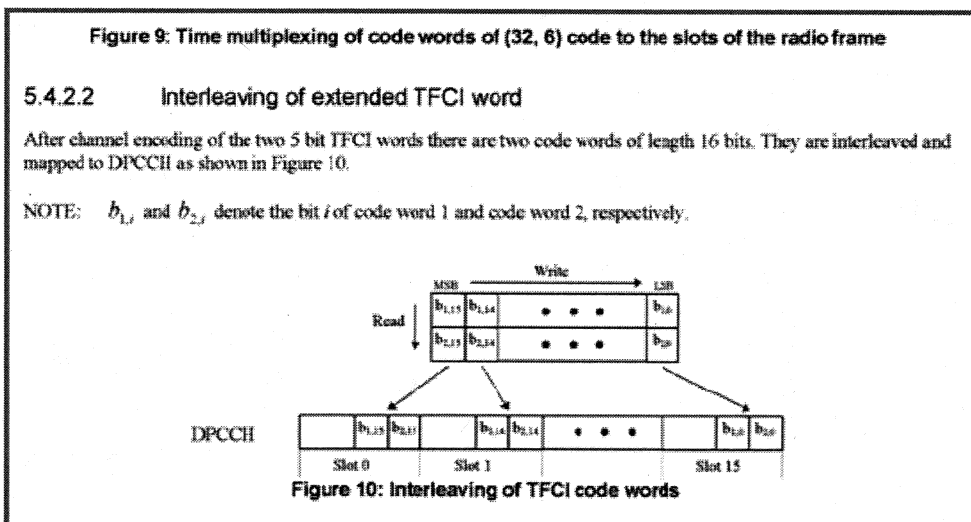 Figure 9: Time multiplexing of code words of (32, 6) code to the slots of the radio frame
5.4.2.2 Interleaving of extended TFCI word
After channel encoding of the two 5 bit TFCI words there are two code words of length 16 bits. They are interleaved and
mapped to DPCCH as shown in Figure 10.
NOTE: b1,i and b2,i denote the bit i of code word 1 and code word 2, respectively.
Write
MSB LSB
Read
b1,15 b1,14 • • • b1,0
b2,15 b2,14 • • • b2,0
DPCCH b1,15 b2,15 b1,14 b2,14 • • • b1,0 b2,0
Slot 0 Slot 1 Slot 15
Figure 10: Interleaving of TFCI code words